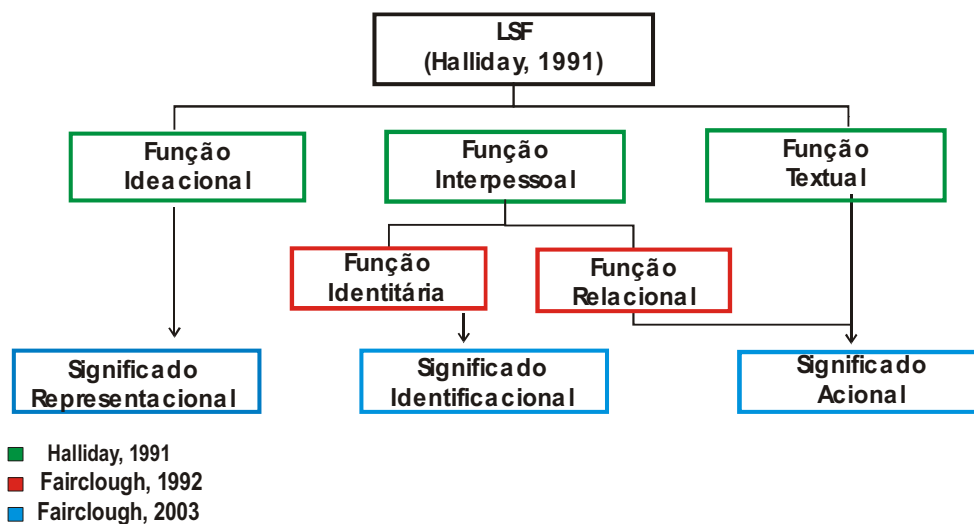 LSF
(Halliday, 1991)
Função
Ideacional
Função
Interpessoal
Função
Textual
Função
Identitária
Função
Relacional
Significado
Representacional
Significado
Identificacional
Significado
Acional
Halliday, 1991
Fairclough, 1992
Fairclough, 2003